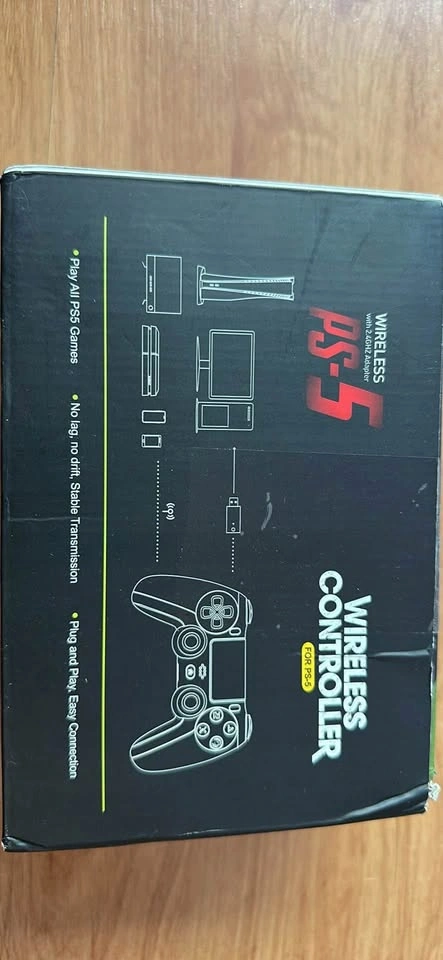 WIRELESS
with 2.4GHZ Adapter
PS-5
WIRELESS
CONTROLLER
FOR PS-5
• Play All PS5 Games
• No lag, no drift, Stable Transmission
• Plug and Play, Easy Connection